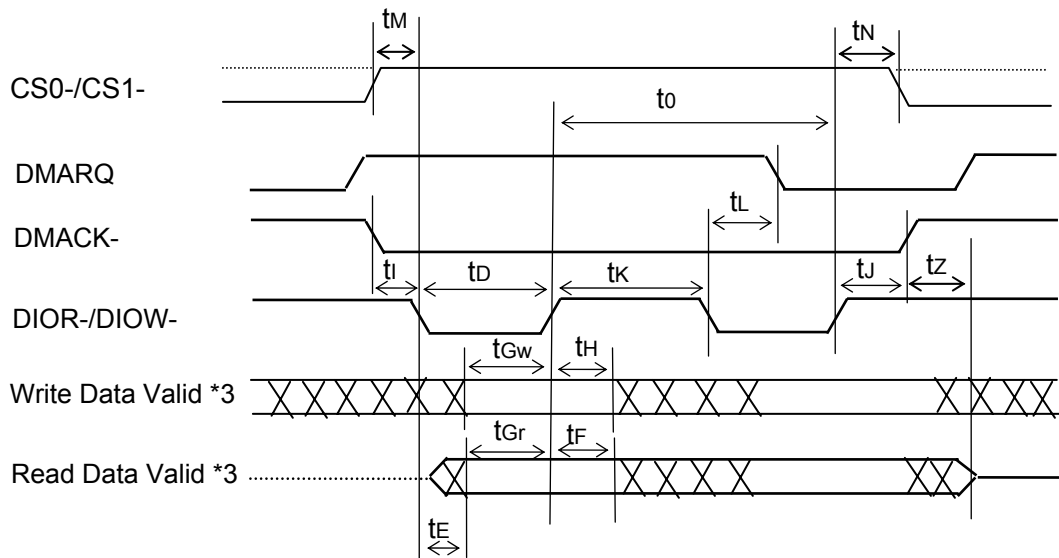 tM
tN
CS0-/CS1-
t0
DMARQ
tL
DMACK-
tI
tD
tK
tJ
tZ
DIOR-/DIOW-
tGw
tH
Write Data Valid *3
tGr
tF
Read Data Valid *3
tE